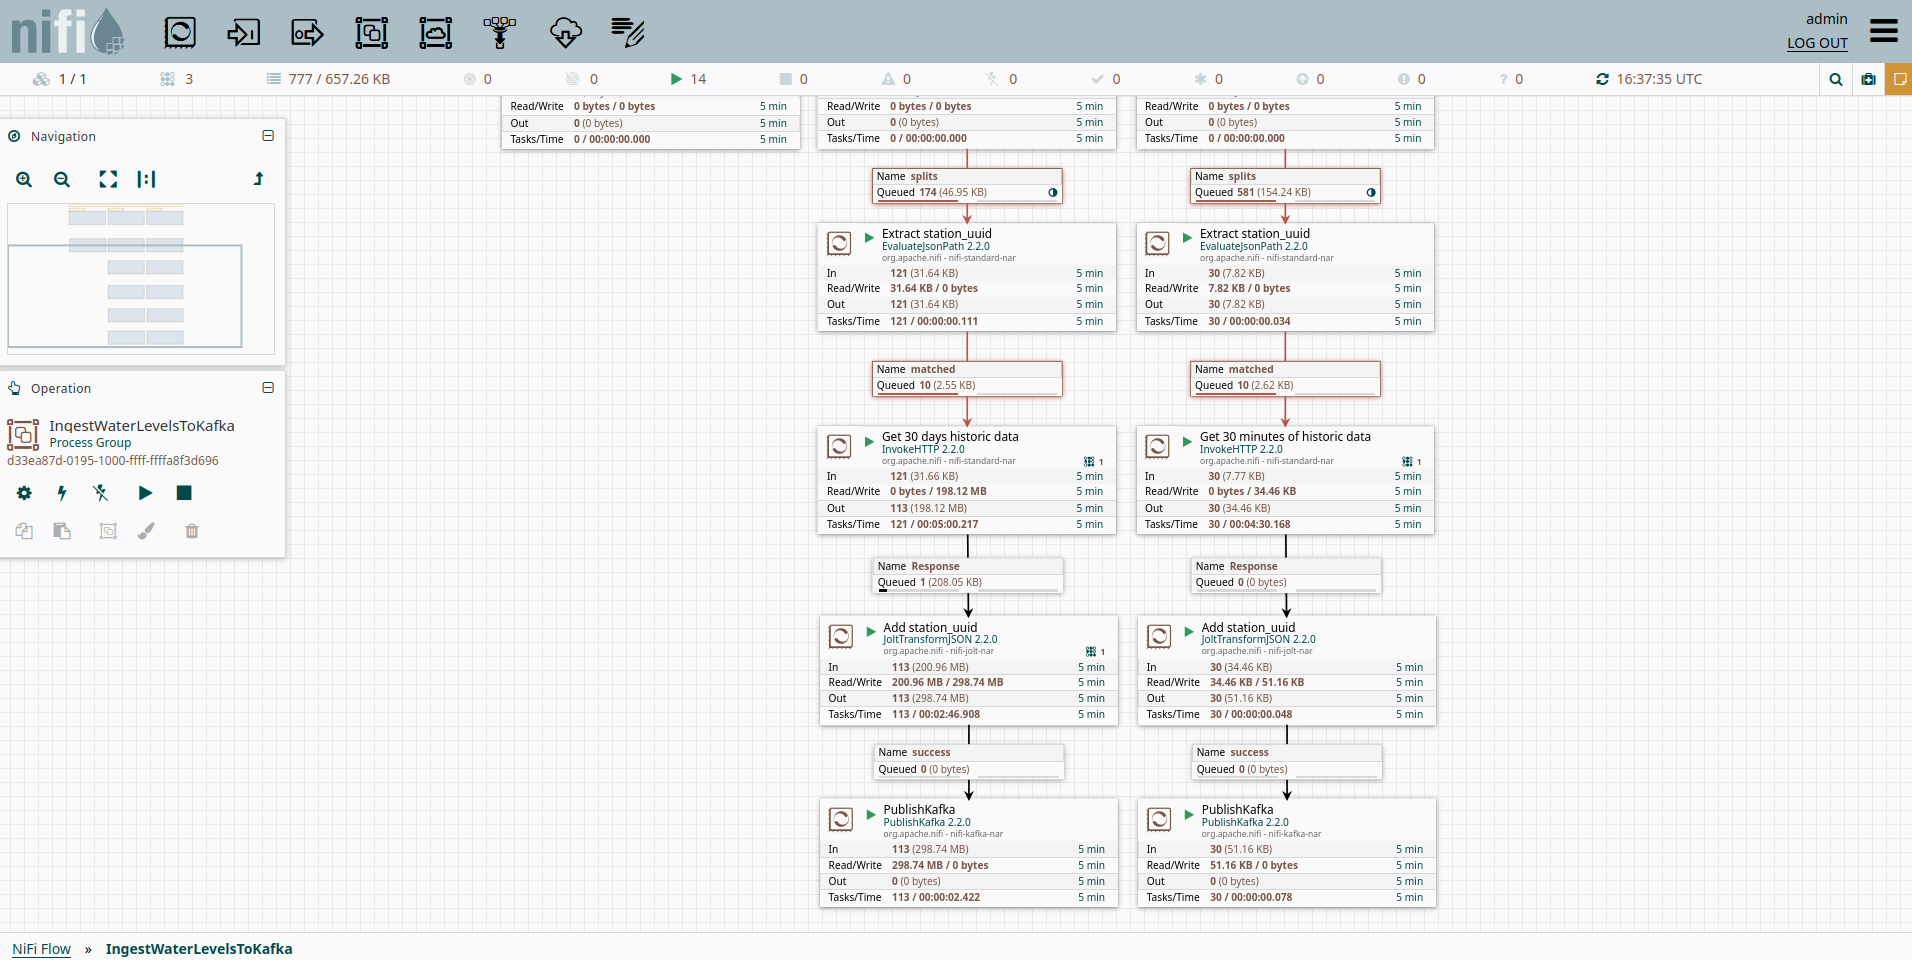 nifi
admin
LOG OUT
1 / 1
3
777 / 657.26 KB
0
0
14
0
0
0
0
0
0
0
0
16:37:35 UTC
Navigation
Operation
IngestWaterLevelsToKafka
Process Group
d33ea87d-0195-1000-ffff-ffffa8f3d696
Read/Write 0 bytes / 0 bytes 5 min
Out 0 (0 bytes) 5 min
Tasks/Time 0 / 00:00:00.000 5 min
Read/Write 0 bytes / 0 bytes 5 min
Out 0 (0 bytes) 5 min
Tasks/Time 0 / 00:00:00.000 5 min
Name splits
Queued 174 (46.95 KB)
Extract station_uuid
EvaluateJsonPath 2.2.0
org.apache.nifi - nifi-standard-nar
In 121 (31.64 KB) 5 min
Read/Write 31.64 KB / 0 bytes 5 min
Out 121 (31.64 KB) 5 min
Tasks/Time 121 / 00:00:00.111 5 min
Name matched
Queued 10 (2.55 KB)
Get 30 days historic data
InvokeHTTP 2.2.0
org.apache.nifi - nifi-standard-nar
1
In 121 (31.66 KB) 5 min
Read/Write 0 bytes / 198.12 MB 5 min
Out 113 (198.12 MB) 5 min
Tasks/Time 121 / 00:05:00.217 5 min
Name Response
Queued 1 (208.05 KB)
Add station_uuid
JoltTransformJSON 2.2.0
org.apache.nifi - nifi-jolt-nar
1
In 113 (200.96 MB) 5 min
Read/Write 200.96 MB / 298.74 MB 5 min
Out 113 (298.74 MB) 5 min
Tasks/Time 113 / 00:02:46.908 5 min
Name success
Queued 0 (0 bytes)
PublishKafka
PublishKafka 2.2.0
org.apache.nifi - nifi-kafka-nar
In 113 (298.74 MB) 5 min
Read/Write 298.74 MB / 0 bytes 5 min
Out 0 (0 bytes) 5 min
Tasks/Time 113 / 00:00:02.422 5 min
Read/Write 0 bytes / 0 bytes 5 min
Out 0 (0 bytes) 5 min
Tasks/Time 0 / 00:00:00.000 5 min
Name splits
Queued 581 (154.24 KB)
Extract station_uuid
EvaluateJsonPath 2.2.0
org.apache.nifi - nifi-standard-nar
In 30 (7.82 KB) 5 min
Read/Write 7.82 KB / 0 bytes 5 min
Out 30 (7.82 KB) 5 min
Tasks/Time 30 / 00:00:00.034 5 min
Name matched
Queued 10 (2.62 KB)
Get 30 minutes of historic data
InvokeHTTP 2.2.0
org.apache.nifi - nifi-standard-nar
1
In 30 (7.77 KB) 5 min
Read/Write 0 bytes / 34.46 KB 5 min
Out 30 (34.46 KB) 5 min
Tasks/Time 30 / 00:04:30.168 5 min
Name Response
Queued 0 (0 bytes)
Add station_uuid
JoltTransformJSON 2.2.0
org.apache.nifi - nifi-jolt-nar
In 30 (34.46 KB) 5 min
Read/Write 34.46 KB / 51.16 KB 5 min
Out 30 (51.16 KB) 5 min
Tasks/Time 30 / 00:00:00.048 5 min
Name success
Queued 0 (0 bytes)
PublishKafka
PublishKafka 2.2.0
org.apache.nifi - nifi-kafka-nar
In 30 (51.16 KB) 5 min
Read/Write 51.16 KB / 0 bytes 5 min
Out 0 (0 bytes) 5 min
Tasks/Time 30 / 00:00:00.078 5 min
NiFi Flow » IngestWaterLevelsToKafka